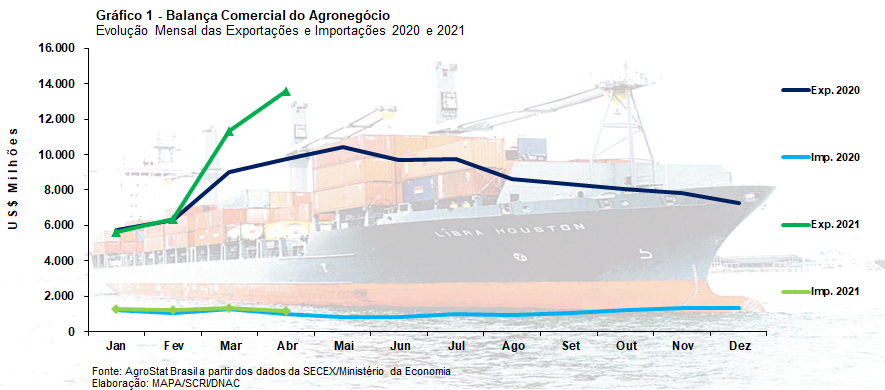 Gráfico 1 - Balança Comercial do Agronegócio
Evolução Mensal das Exportações e Importações 2020 e 2021
US$ Milhões
16.000
14.000
12.000
10.000
8.000
6.000
4.000
2.000
0
Jan Fev Mar Abr Mai Jun Jul Ago Set Out Nov Dez
Exp. 2020
Imp. 2020
Exp. 2021
Imp. 2021
LIBRA HOUSTON
Fonte: AgroStat Brasil a partir dos dados da SECEX/Ministério da Economia
Elaboração: MAPA/SCRI/DNAC